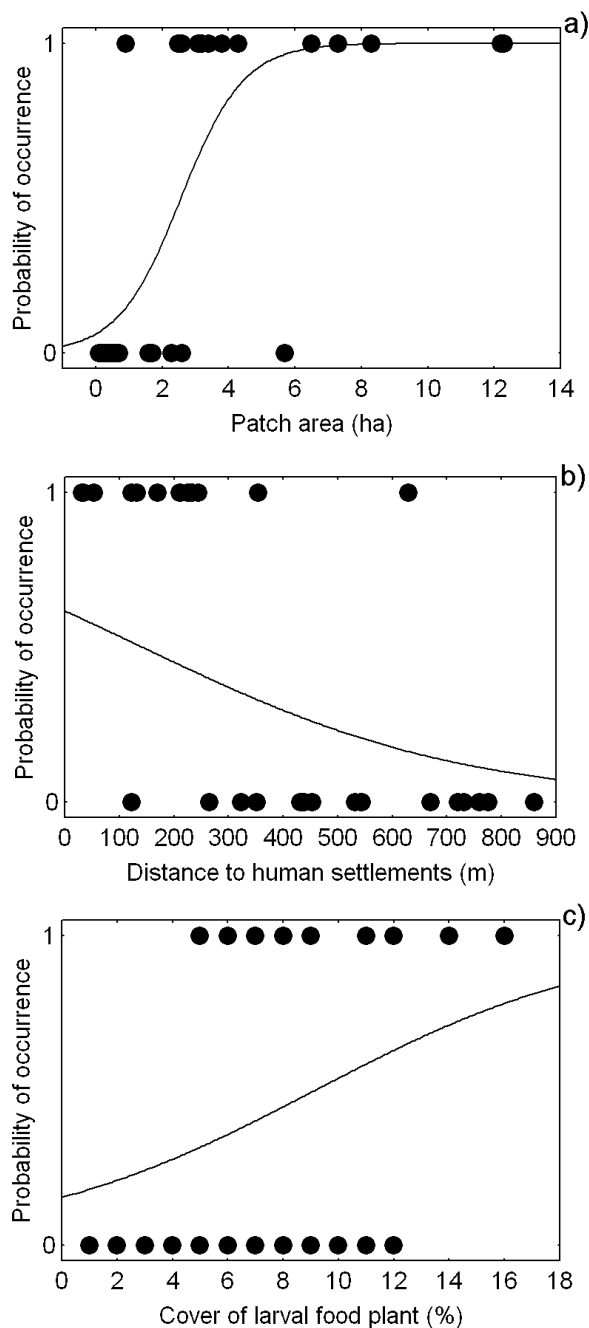 a)
1
Probability of occurrence
0
0 2 4 6 8 10 12 14
Patch area (ha)
b)
1
Probability of occurrence
0
0 100 200 300 400 500 600 700 800 900
Distance to human settlements (m)
c)
1
Probability of occurrence
0
0 2 4 6 8 10 12 14 16 18
Cover of larval food plant (%)